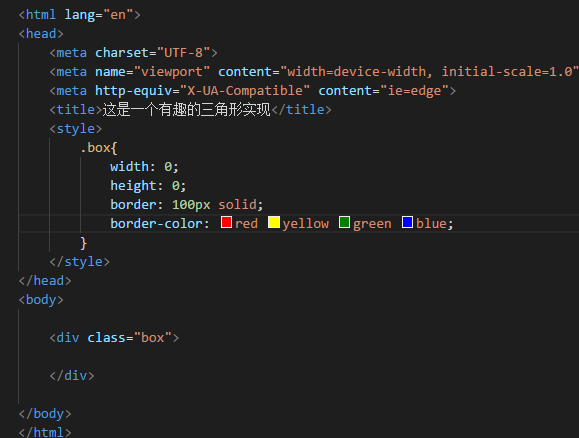 <html lang="en">
<head>
<meta charset="UTF-8">
<meta name="viewport" content="width=device-width, initial-scale=1.0"
<meta http-equiv="X-UA-Compatible" content="ie=edge">
<title>这是一个有趣的三角形实现</title>
<style>
.box{
width: 0;
height: 0;
border: 100px solid;
border-color: red yellow green blue;
}
</style>
</head>
<body>
<div class="box">
</div>
</body>
</html>